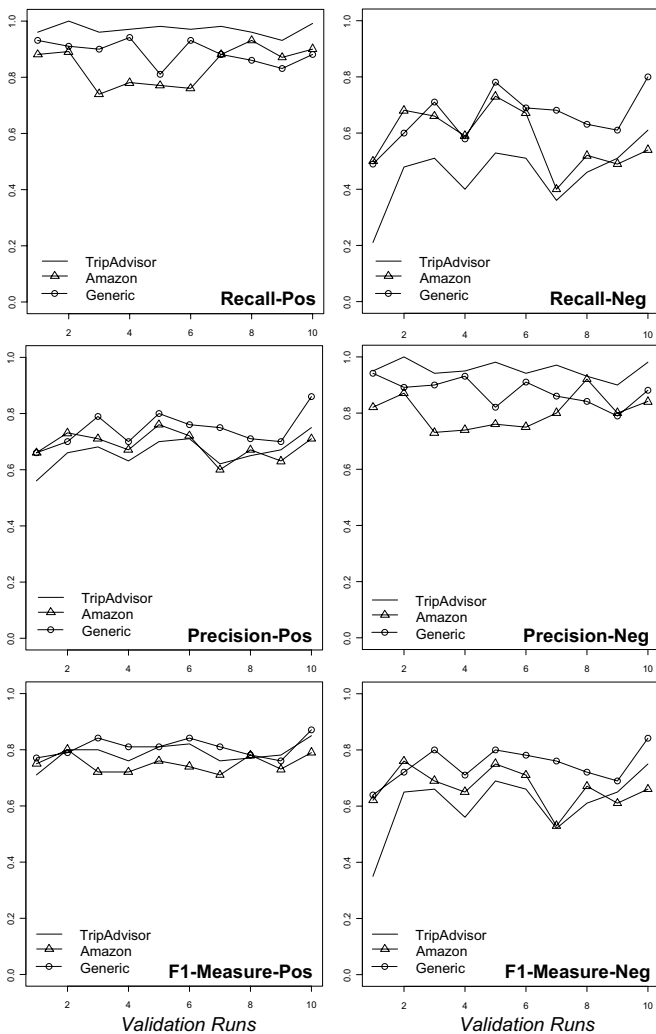 1.0
0.8
0.6
0.4
0.2
0.0
TripAdvisor
Amazon
Generic
Recall-Pos
2 4 6 8 10
1.0
0.8
0.6
0.4
0.2
0.0
TripAdvisor
Amazon
Generic
Recall-Neg
2 4 6 8 10
1.0
0.8
0.6
0.4
0.2
0.0
TripAdvisor
Amazon
Generic
Precision-Pos
2 4 6 8 10
1.0
0.8
0.6
0.4
0.2
0.0
TripAdvisor
Amazon
Generic
Precision-Neg
2 4 6 8 10
1.0
0.8
0.6
0.4
0.2
0.0
TripAdvisor
Amazon
Generic
F1-Measure-Pos
2 4 6 8 10
Validation Runs
1.0
0.8
0.6
0.4
0.2
0.0
TripAdvisor
Amazon
Generic
F1-Measure-Neg
2 4 6 8 10
Validation Runs